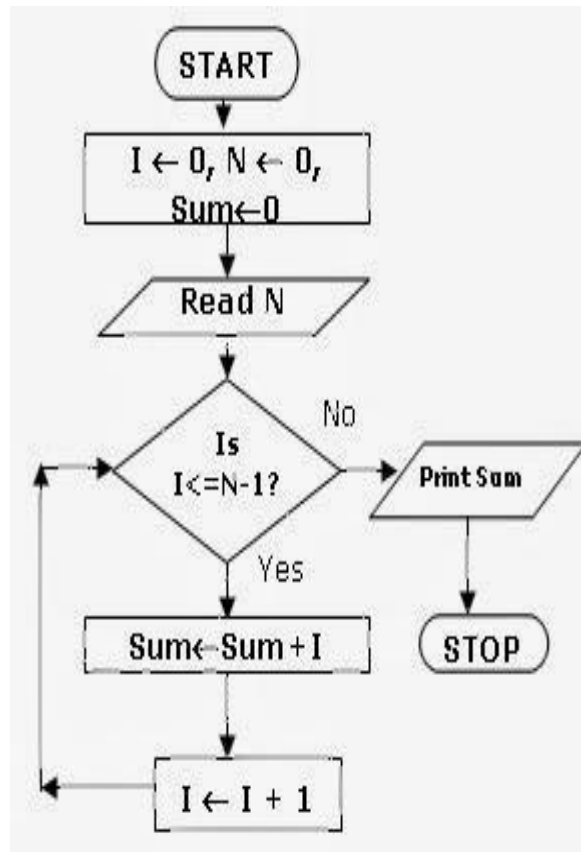 START
I ← 0, N ← 0,
Sum←0
Read N
Is
I<=N-1?
No
Print Sum
Yes
Sum←Sum + I
STOP
I ← I + 1